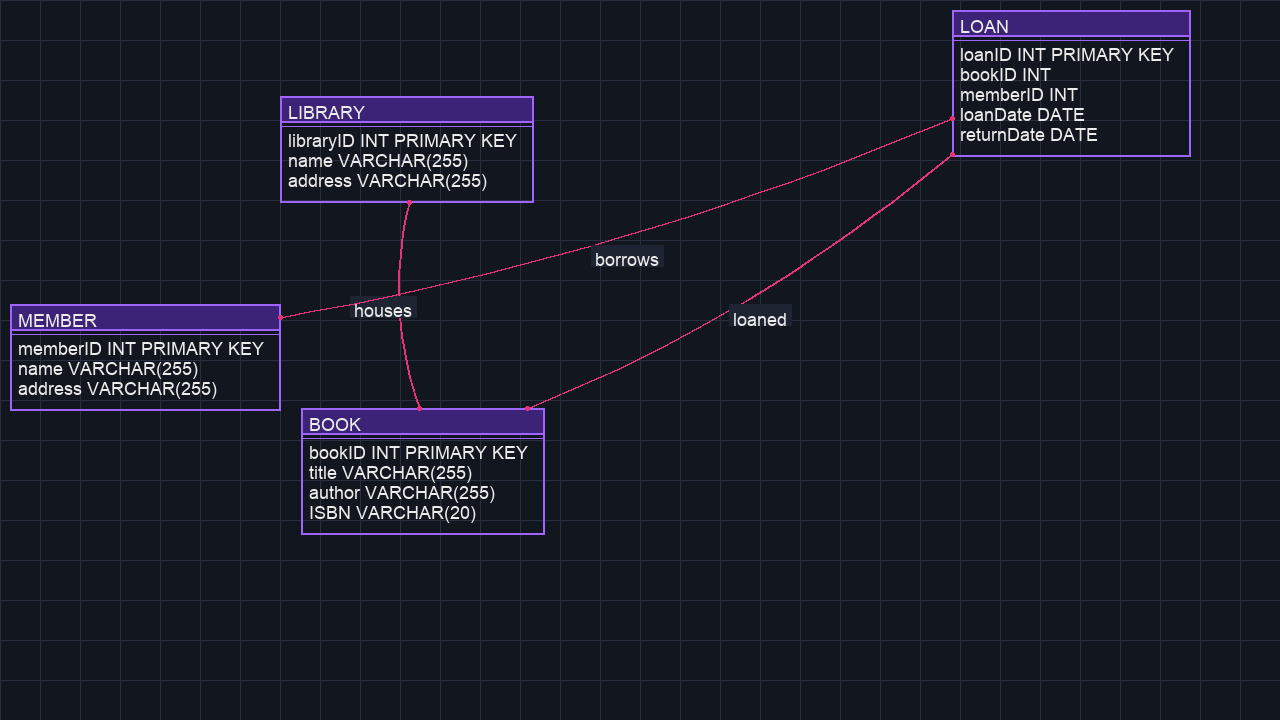 LOAN
loanID INT PRIMARY KEY
bookID INT
memberID INT
loanDate DATE
returnDate DATE
LIBRARY
libraryID INT PRIMARY KEY
name VARCHAR(255)
address VARCHAR(255)
borrows
houses
loaned
MEMBER
memberID INT PRIMARY KEY
name VARCHAR(255)
address VARCHAR(255)
BOOK
bookID INT PRIMARY KEY
title VARCHAR(255)
author VARCHAR(255)
ISBN VARCHAR(20)